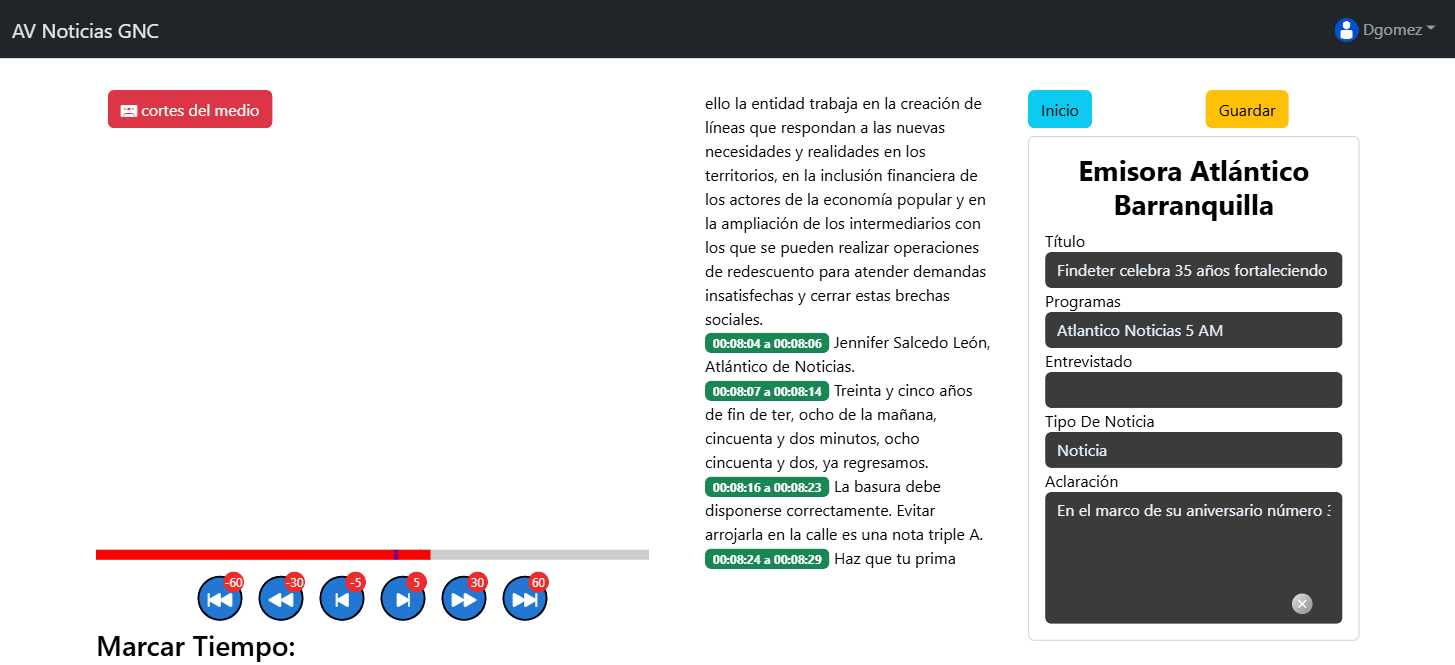 AV Noticias GNC
Dgomez
cortes del medio
ello la entidad trabaja en la creación de
líneas que respondan a las nuevas
necesidades y realidades en los
territorios, en la inclusión financiera de
los actores de la economía popular y en
la ampliación de los intermediarios con
los que se pueden realizar operaciones
de redescuento para atender demandas
insatisfechas y cerrar estas brechas
sociales.
00:08:04 a 00:08:06 Jennifer Salcedo León,
Atlántico de Noticias.
00:08:07 a 00:08:14 Treinta y cinco años
de fin de ter, ocho de la mañana,
cincuenta y dos minutos, ocho
cincuenta y dos, ya regresamos.
00:08:16 a 00:08:23 La basura debe
disponerse correctamente. Evitar
arrojarla en la calle es una nota triple A.
00:08:24 a 00:08:29 Haz que tu prima
Inicio
Guardar
Emisora Atlántico
Barranquilla
Título
Findeter celebra 35 años fortaleciendo
Programas
Atlantico Noticias 5 AM
Entrevistado
Tipo De Noticia
Noticia
Aclaración
En el marco de su aniversario número
-60 -30 -5 5 30 60
Marcar Tiempo: